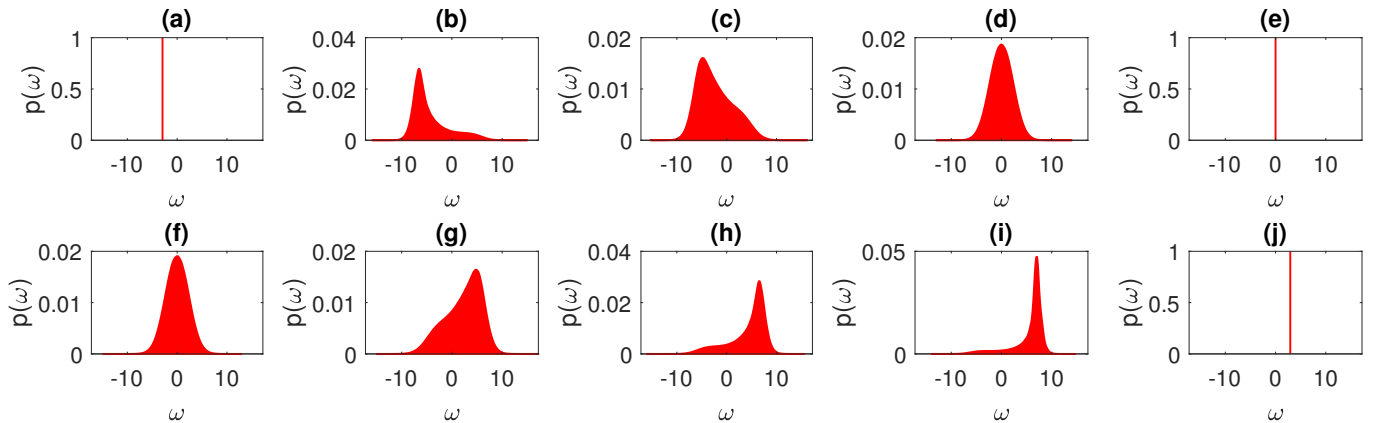 (a) (b) (c) (d) (e)
1 0.04 0.02 0.02 1
p(ω) 0.5 p(ω) 0.02 p(ω) 0.01 p(ω) 0.01 p(ω) 0.5
0 0 0 0 0
-10 0 10 -10 0 10 -10 0 10 -10 0 10 -10 0 10
ω ω ω ω ω
(f) (g) (h) (i) (j)
0.02 0.02 0.04 0.05 1
p(ω) 0.01 p(ω) 0.01 p(ω) 0.02 p(ω) p(ω) 0.5
0 0 0 0 0
-10 0 10 -10 0 10 -10 0 10 -10 0 10 -10 0 10
ω ω ω ω ω